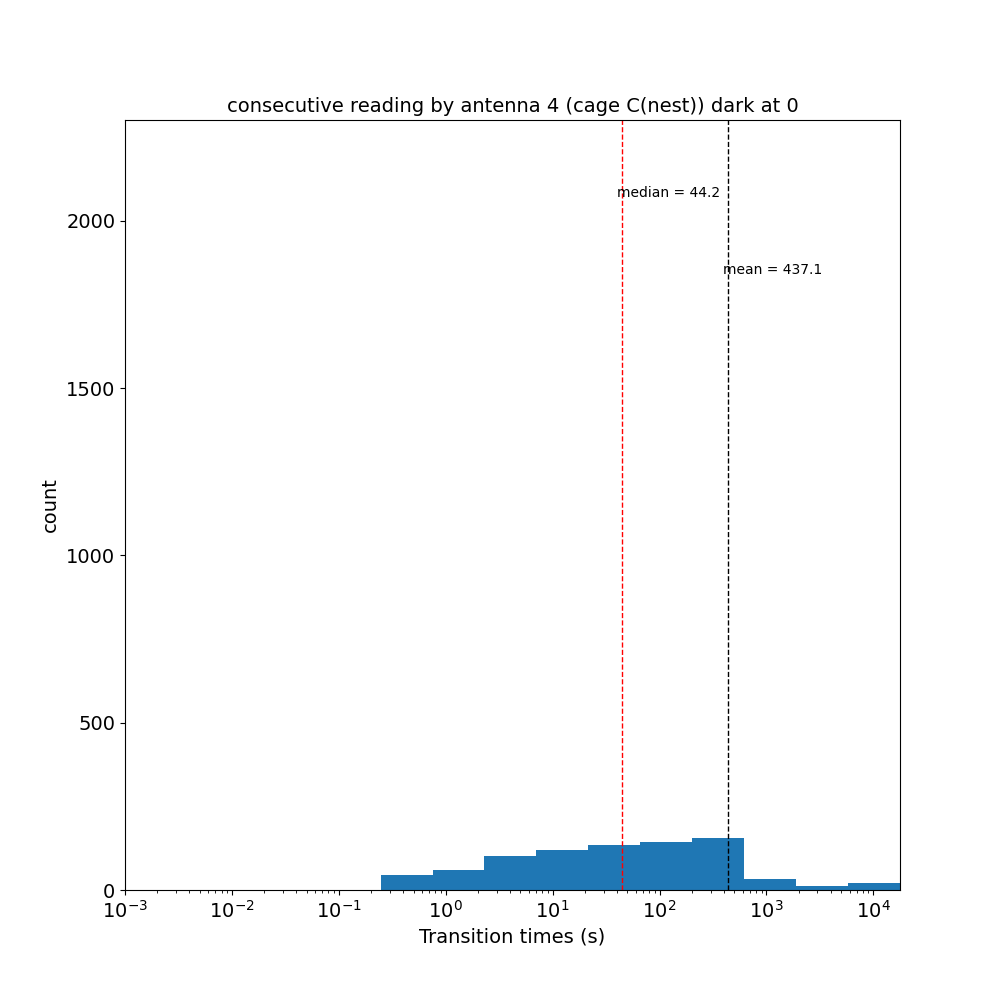 consecutive reading by antenna 4 (cage C(nest)) dark at 0
median = 44.2
mean = 437.1
2000
1500
1000
500
0
count
10⁻³ 10⁻² 10⁻¹ 10⁰ 10¹ 10² 10³ 10⁴
Transition times (s)